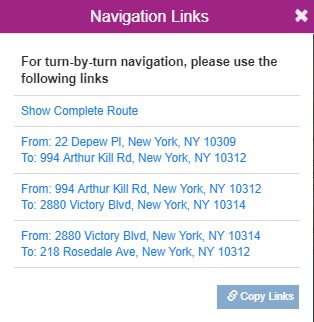 Navigation Links
For turn-by-turn navigation, please use the
following links
Show Complete Route
From: 22 Depew Pl, New York, NY 10309
To: 994 Arthur Kill Rd, New York, NY 10312
From: 994 Arthur Kill Rd, New York, NY 10312
To: 2880 Victory Blvd, New York, NY 10314
From: 2880 Victory Blvd, New York, NY 10314
To: 218 Rosedale Ave, New York, NY 10312
Copy Links